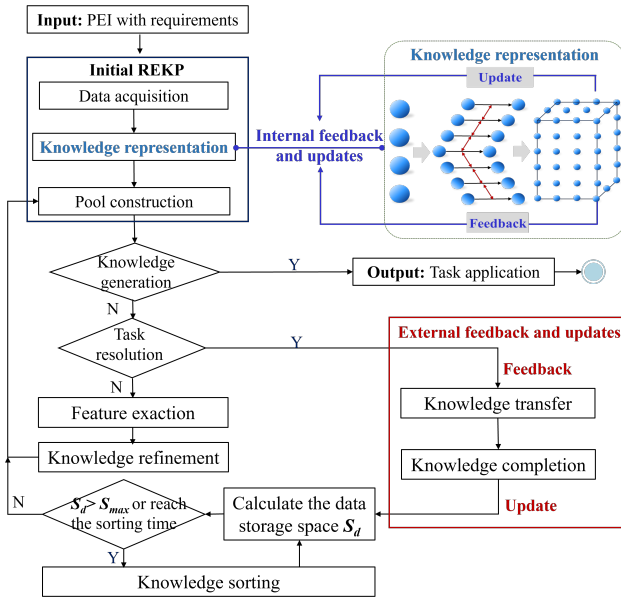 Input: PEI with requirements
Initial REKP
Data acquisition
Knowledge representation
Pool construction
Internal feedback
and updates
Knowledge representation
Update
Feedback
Knowledge
generation
Y
Output: Task application
N
Task
resolution
Y
N
External feedback and updates
Feedback
Knowledge transfer
Knowledge completion
Update
Feature exaction
Knowledge refinement
N
Sd> Smax or reach
the sorting time
Calculate the data
storage space Sd
Y
Knowledge sorting